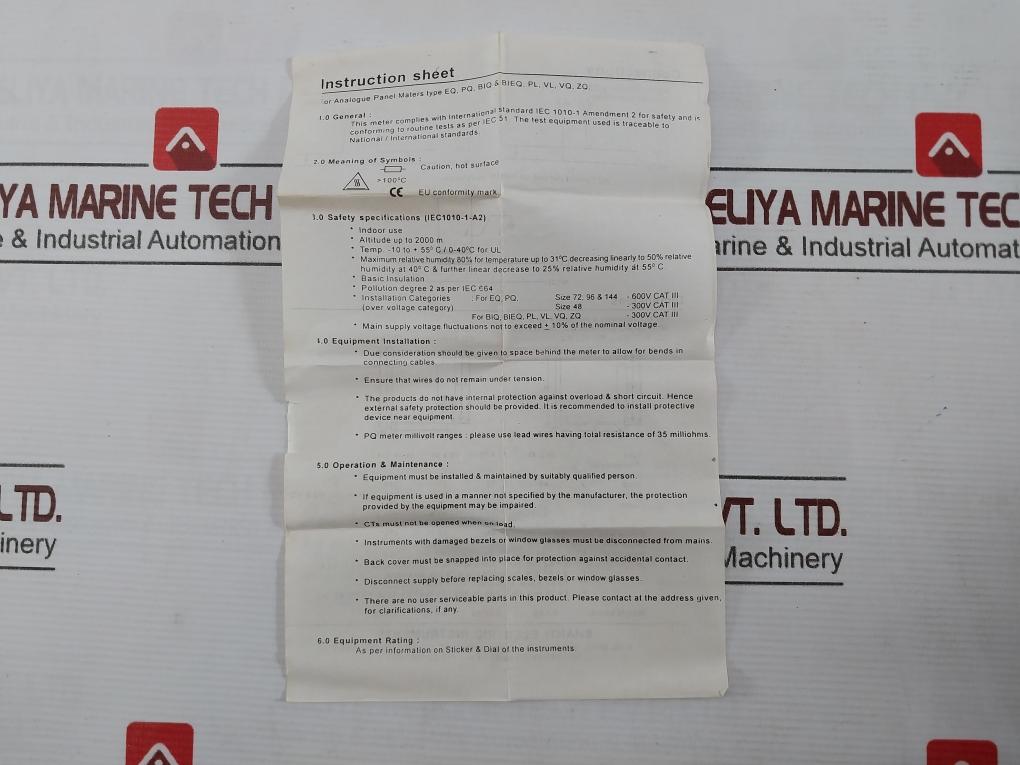 Instruction sheet
or Analogue Panel Maters type EQ, PQ, BIQ & BIEQ, PL, VL, VQ, ZQ
1.0 General :
This meter complies with International standard IEC 1010-1 Amendment 2 for safety and is
conforming to routine tests as per IEC 51. The test equipment used is traceable to
National / International standards.
2.0 Meaning of Symbols :
Caution, hot surface
>100°C
CE EU conformity mark
3.0 Safety specifications (IEC1010-1-A2)
* Indoor use
* Altitude up to 2000 m
* Temp. -10 to + 55° C / 0-40°C for UL
* Maximum relative humidity 80% for temperature up to 31°C decreasing linearly to 50% relative
humidity at 40° C & further linear decrease to 25% relative humidity at 55° C
* Basic Insulation
* Pollution degree 2 as per IEC 664
* Installation Categories : For EQ, PQ, Size 72, 96 & 144 - 600V CAT III
(over voltage category) Size 48 - 300V CAT III
For BIQ, BIEQ, PL, VL, VQ, ZQ - 300V CAT III
* Main supply voltage fluctuations not to exceed ± 10% of the nominal voltage.
4.0 Equipment Installation :
* Due consideration should be given to space behind the meter to allow for bends in
connecting cables.
* Ensure that wires do not remain under tension.
* The products do not have internal protection against overload & short circuit. Hence
external safety protection should be provided. It is recommended to install protective
device near equipment.
* PQ meter millivolt ranges : please use lead wires having total resistance of 35 milliohms.
5.0 Operation & Maintenance :
* Equipment must be installed & maintained by suitably qualified person.
* If equipment is used in a manner not specified by the manufacturer, the protection
provided by the equipment may be impaired.
* CTs must not be opened when on load.
* Instruments with damaged bezels or window glasses must be disconnected from mains.
* Back cover must be snapped into place for protection against accidental contact.
* Disconnect supply before replacing scales, bezels or window glasses.
* There are no user serviceable parts in this product. Please contact at the address given,
for clarifications, if any.
6.0 Equipment Rating :
As per information on Sticker & Dial of the instruments.
YA MARINE TECH
e & Industrial Automation
ELIYA MARINE TEC
arine & Industrial Automat
LTD.
inery
VT. LTD.
Machinery